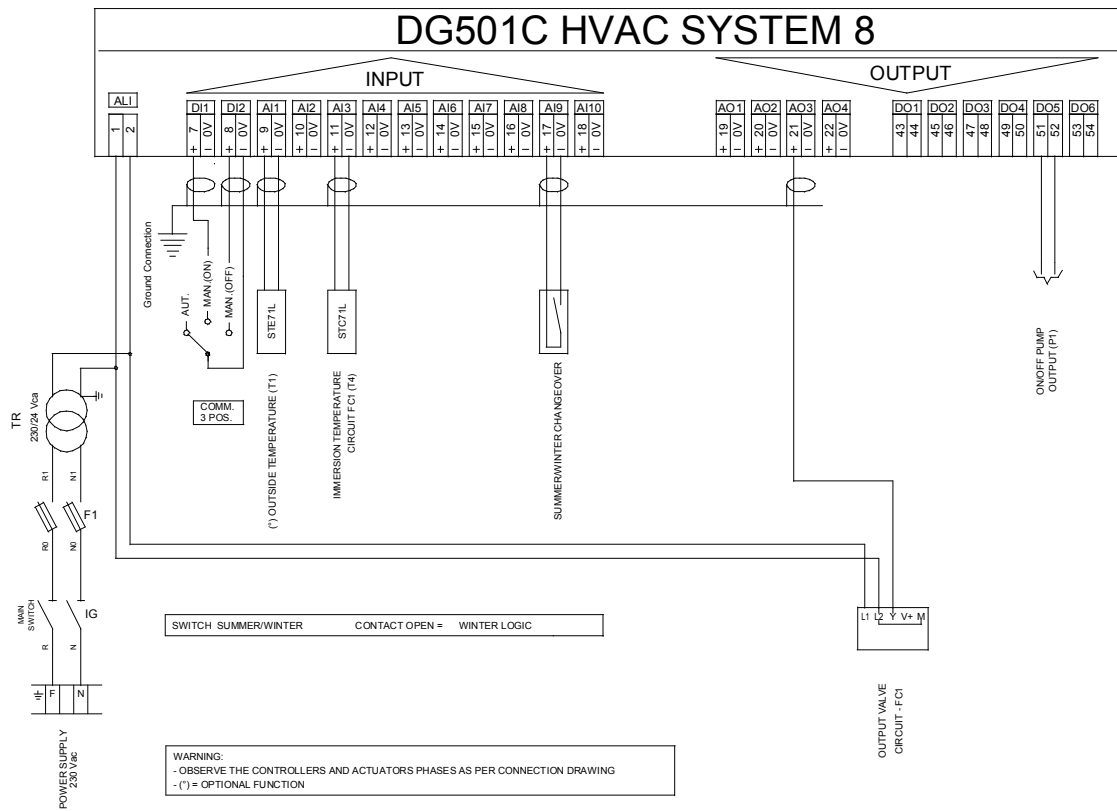 DG501C HVAC SYSTEM 8
INPUT
OUTPUT
ALI
1
2
DI1
DI2
AI1
AI2
AI3
AI4
AI5
AI6
AI7
AI8
AI9
AI10
+ 7
- 0V
+ 8
- 0V
+ 9
- 0V
+ 10
- 0V
+ 11
- 0V
+ 12
- 0V
+ 13
- 0V
+ 14
- 0V
+ 15
- 0V
+ 16
- 0V
+ 17
- 0V
+ 18
- 0V
AO1
AO2
AO3
AO4
+ 19
- 0V
+ 20
- 0V
+ 21
- 0V
+ 22
- 0V
DO1
DO2
DO3
DO4
DO5
DO6
43
44
45
46
47
48
49
50
51
52
53
54
Ground Connection
AUT.
MAN.(ON)
MAN.(OFF)
COMM.
3 POS.
STE71L
(°) OUTSIDE TEMPERATURE (T1)
STC71L
IMMERSION TEMPERATURE
CIRCUIT FC1 (T4)
SUMMER/WINTER CHANGEOVER
ON/OFF PUMP
OUTPUT (P1)
TR
230/24 Vca
R1
N1
F1
R0
N0
MAIN
SWITCH
IG
R
N
F
N
POWER SUPPLY
230 Vac
SWITCH SUMMER/WINTER CONTACT OPEN = WINTER LOGIC
L1 L2 Y V+ M
OUTPUT VALVE
CIRCUIT - FC1
WARNING:
- OBSERVE THE CONTROLLERS AND ACTUATORS PHASES AS PER CONNECTION DRAWING
- (°) = OPTIONAL FUNCTION